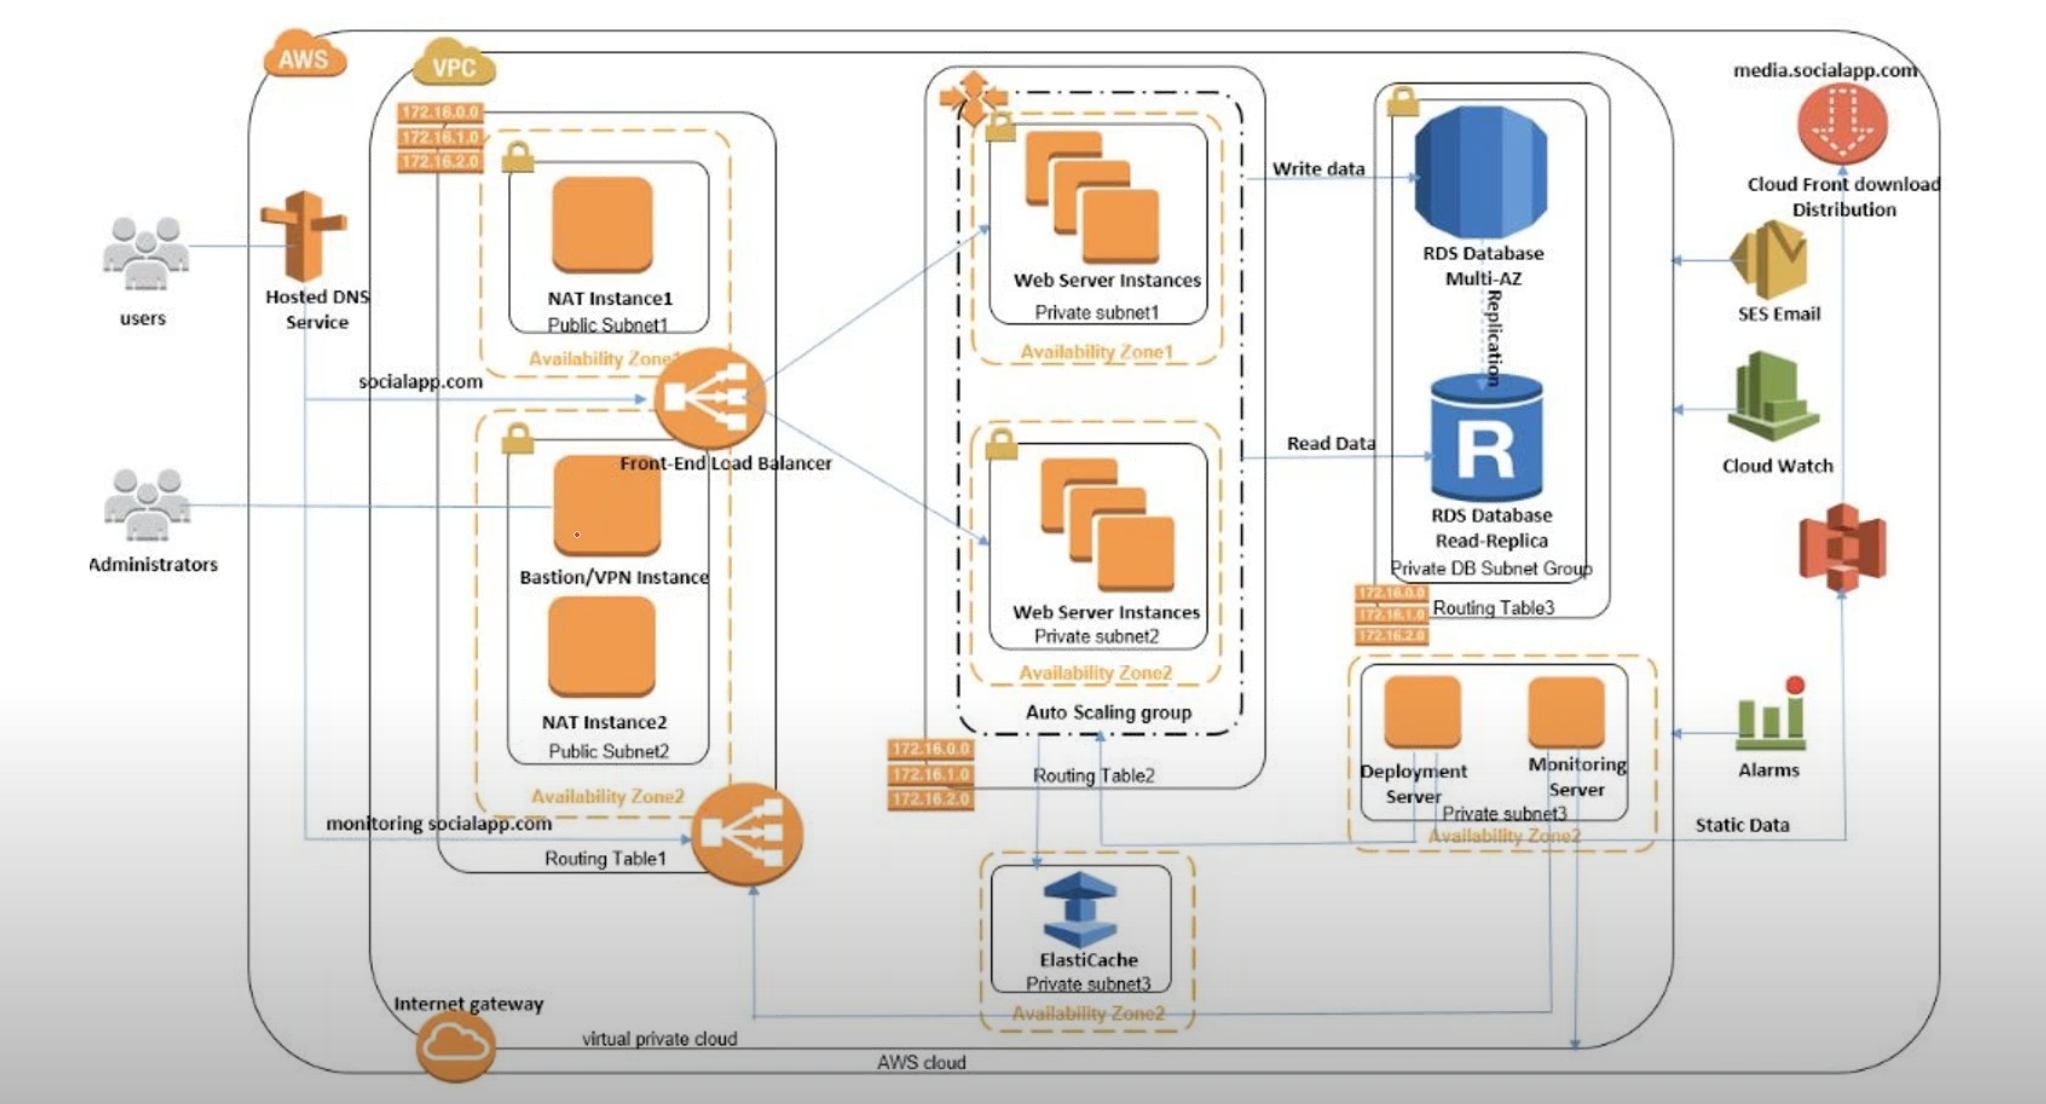 AWS
VPC
172.16.0.0
172.16.1.0
172.16.2.0
users
Hosted DNS
Service
Administrators
socialapp.com
monitoring socialapp.com
NAT Instance1
Public Subnet1
Availability Zone1
Front-End Load Balancer
Bastion/VPN Instance
NAT Instance2
Public Subnet2
Availability Zone2
Routing Table1
Web Server Instances
Private subnet1
Availability Zone1
Web Server Instances
Private subnet2
Availability Zone2
Auto Scaling group
172.16.0.0
172.16.1.0
172.16.2.0
Routing Table2
ElastiCache
Private subnet3
Availability Zone2
Write data
Read Data
RDS Database
Multi-AZ
Replication
R
RDS Database
Read-Replica
Private DB Subnet Group
172.16.0.0
172.16.1.0
172.16.2.0
Routing Table3
Deployment
Server
Monitoring
Server
Private subnet3
Availability Zone2
media.socialapp.com
Cloud Front download
Distribution
SES Email
Cloud Watch
Alarms
Static Data
Internet gateway
virtual private cloud
AWS cloud